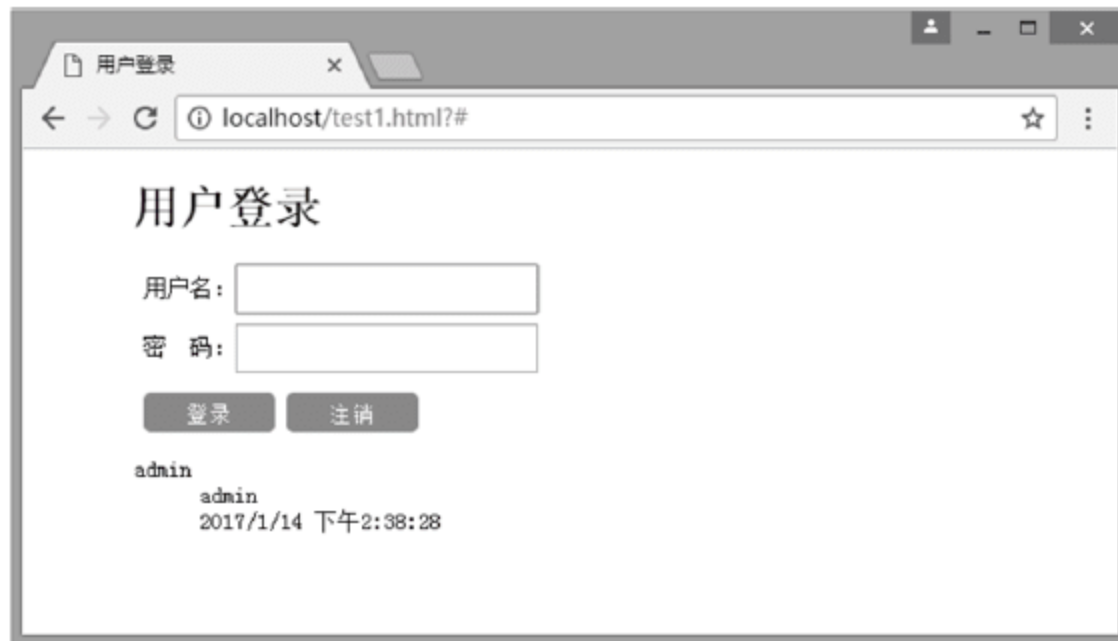 用户登录
localhost/test1.html?#
用户登录
用户名：
密 码：
登录 注销
admin
admin
2017/1/14 下午2:38:28